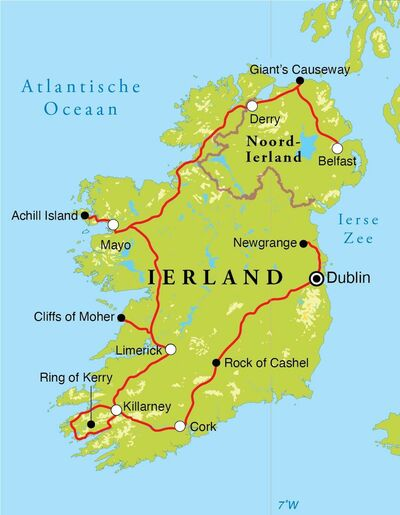 Giant's Causeway
Atlantische
Oceaan
Derry
Noord-
Ierland
Belfast
Achill Island
Mayo
Ierse
Zee
Newgrange
IERLAND
Dublin
Cliffs of Moher
Limerick
Rock of Cashel
Ring of Kerry
Killarney
Cork
7°W